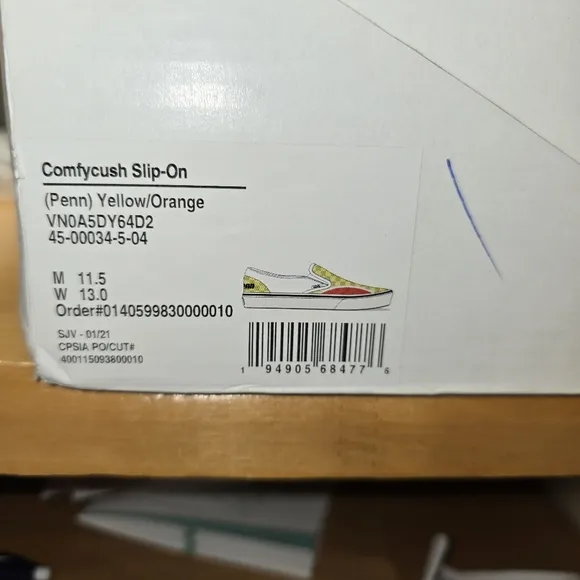 Comfycush Slip-On
(Penn) Yellow/Orange
VN0A5DY64D2
45-00034-5-04
M 11.5
W 13.0
Order#0140599830000010
SJV - 01/21
CPSIA PO/CUT#
400115093800010
1 94905 68477 6